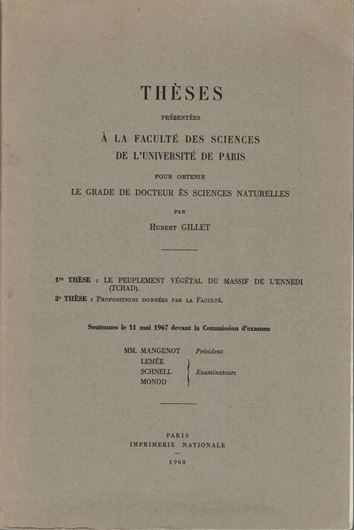 THÈSES
PRÉSENTÉES
À LA FACULTÉ DES SCIENCES
DE L'UNIVERSITÉ DE PARIS
POUR OBTENIR
LE GRADE DE DOCTEUR ÈS SCIENCES NATURELLES
PAR
HUBERT GILLET
1re THÈSE : LE PEUPLEMENT VÉGÉTAL DU MASSIF DE L'ENNEDI
(TCHAD).
2e THÈSE : PROPOSITIONS DONNÉES PAR LA FACULTÉ.
Soutenues le 11 mai 1967 devant la Commission d'examen
MM. MANGENOT Président
LEMÉE
SCHNELL Examinateurs
MONOD
PARIS
IMPRIMERIE NATIONALE
—
1968